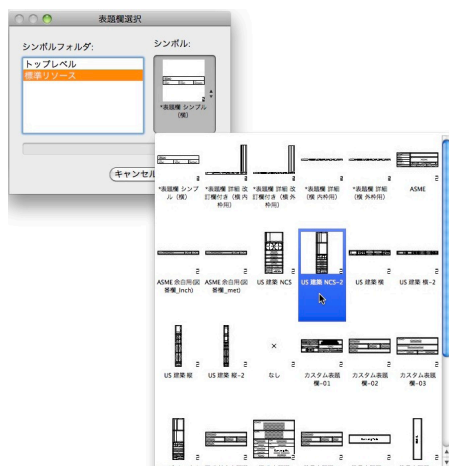 表題欄選択
シンボルフォルダ:
シンボル:
トップレベル
標準リソース
*表題欄 シンプル
(横)
キャンセル
*表題欄 シンプ
ル（横）
*表題欄 詳細 改
訂欄付き（横 内
枠用）
*表題欄 詳細 改
訂欄付き（横 外
枠用）
*表題欄 詳細
(横 内枠用)
*表題欄 詳細
(横 外枠用)
ASME
ASME 余白用(図
番欄_Inch)
ASME 余白用(図
番欄_met)
US 建築 NCS
US 建築 NCS-2
US 建築 横
US 建築 横-2
US 建築 縦
US 建築 縦-2
なし
カスタム表題
欄-01
カスタム表題
欄-02
カスタム表題
欄-03